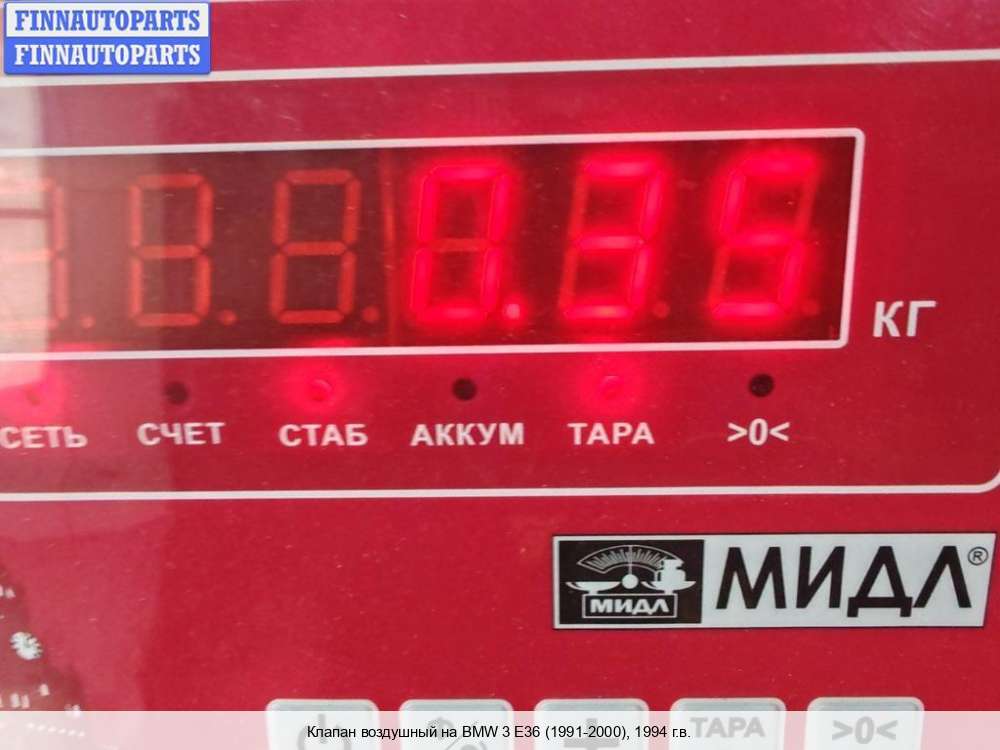 FINNAUTOPARTS
FINNAUTOPARTS
0.35
КГ
СЕТЬ СЧЕТ СТАБ АККУМ ТАРА >0<
МИДЛ МИДЛ®
ТАРА >0<
Клапан воздушный на BMW 3 E36 (1991-2000), 1994 г.в.